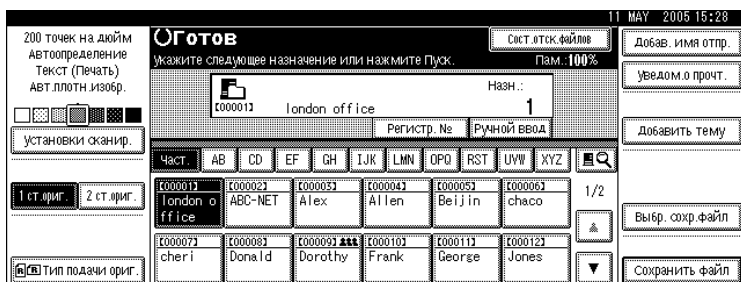 11 MAY 2005 15:28
200 точек на дюйм
Автоопределение
Текст (Печать)
Авт.плотн.изобр.
Установки сканир.
1 ст.ориг.
2 ст.ориг.
Тип подачи ориг.
Готов
Сост.отск.файлов
Укажите следующее назначение или нажмите Пуск.
Пам.:100%
Назн.:
[00001]
london office
1
Регистр. №
Ручной ввод
Част.
AB
CD
EF
GH
IJK
LMN
OPQ
RST
UVW
XYZ
[00001]
london o
ffice
[00002]
ABC-NET
[00003]
Alex
[00004]
Allen
[00005]
Beijin
[00006]
chaco
1/2
[00007]
cheri
[00008]
Donald
[00009]
Dorothy
[00010]
Frank
[00011]
George
[00012]
Jones
Добав. имя отпр.
Уведом.о прочт.
Добавить тему
Выбр. сохр.файл
Сохранить файл